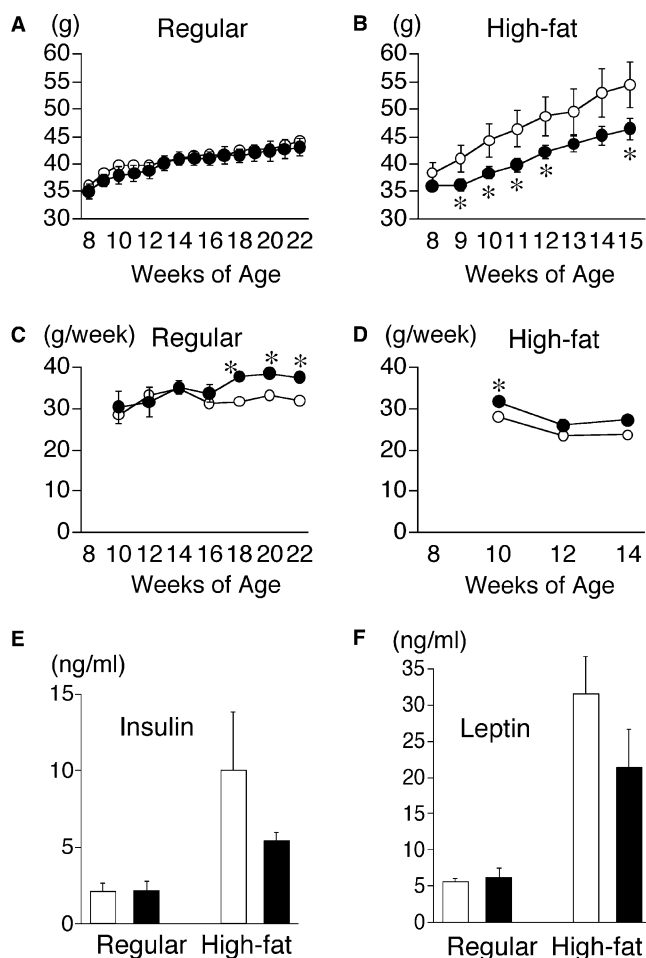 A (g) Regular
60
55
50
45
40
35
30
8 10 12 14 16 18 20 22
Weeks of Age
B (g) High-fat
60
55
50
45
40
35
30
* * * * *
8 9 10 11 12 13 14 15
Weeks of Age
C (g/week) Regular
* * *
40
30
20
10
0
8 10 12 14 16 18 20 22
Weeks of Age
D (g/week) High-fat
*
40
30
20
10
0
8 10 12 14
Weeks of Age
E
(ng/ml)
15
Insulin
10
5
0
Regular High-fat
F (ng/ml)
35
30
Leptin
25
20
15
10
5
0
Regular High-fat